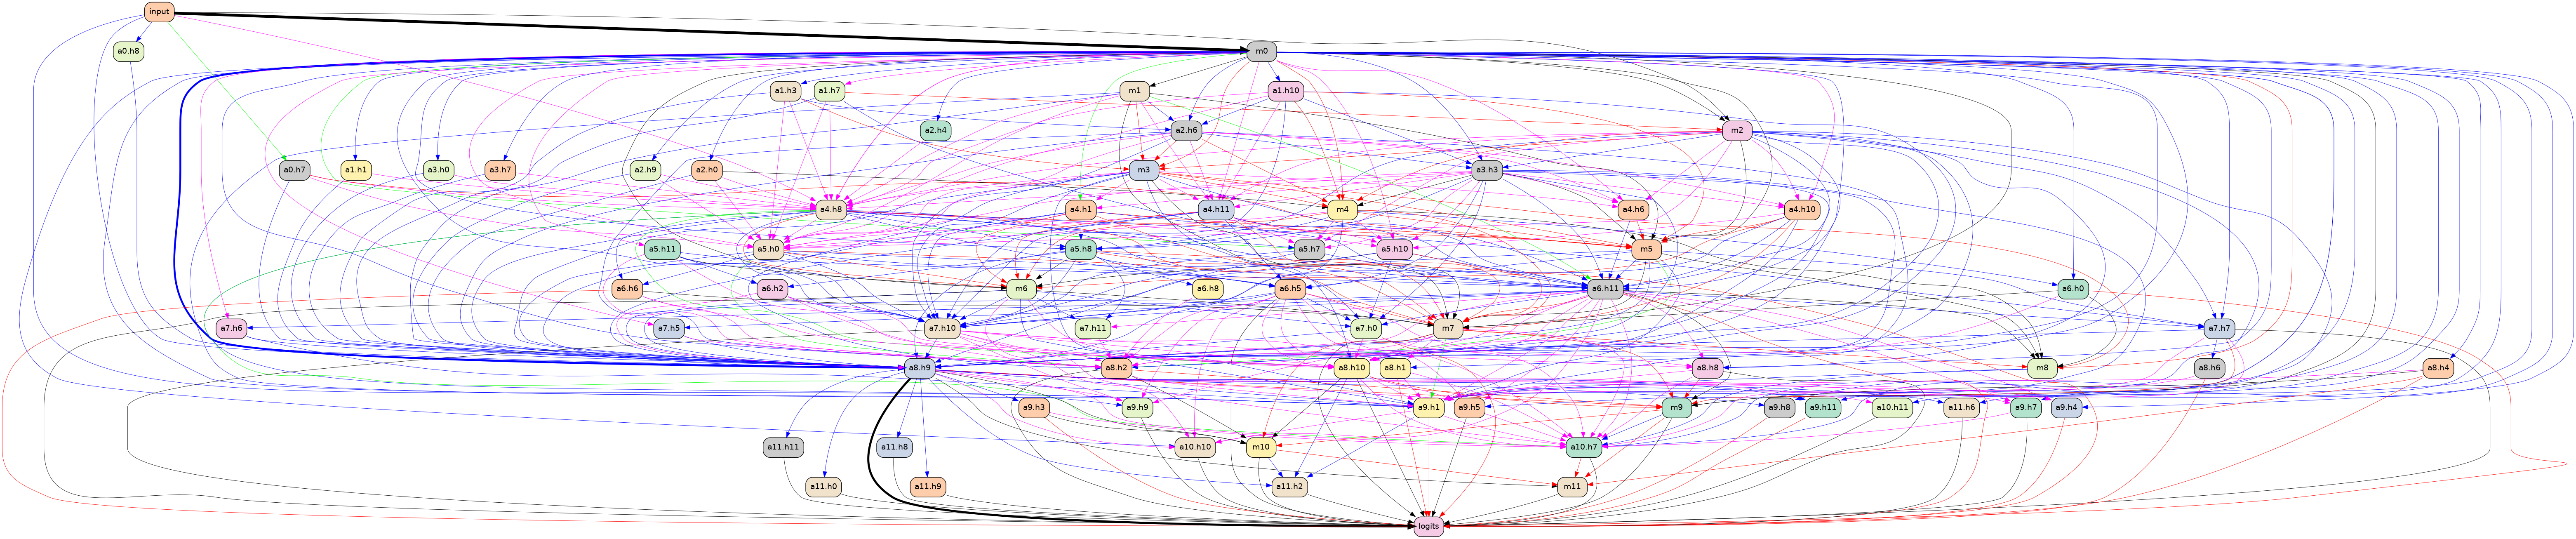 input
a0.h8 m0
a1.h3 a1.h7 m1 a1.h10
a2.h4 a2.h6 m2
a0.h7 a1.h1 a3.h0 a3.h7 a2.h9 a2.h0 m3 a3.h3
a4.h8 a4.h1 a4.h11 m4 a4.h6 a4.h10
a5.h11 a5.h0 a5.h8 a5.h7 a5.h10 m5
a6.h6 a6.h2 m6 a6.h8 a6.h5 a6.h11 a6.h0
a7.h6 a7.h5 a7.h10 a7.h11 a7.h0 m7 a7.h7
a8.h9 a8.h2 a8.h10 a8.h1 a8.h8 m8 a8.h6 a8.h4
a9.h3 a9.h9 a9.h1 a9.h5 m9 a9.h8 a9.h11 a10.h11 a11.h6 a9.h7 a9.h4
a11.h11 a11.h8 a10.h10 m10 a10.h7
a11.h0 a11.h9 a11.h2 m11
logits